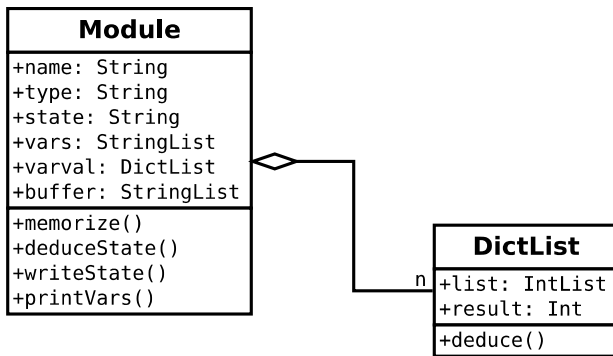 Module
+name: String
+type: String
+state: String
+vars: StringList
+varval: DictList
+buffer: StringList
+memorize()
+deduceState()
+writeState()
+printVars()
n
DictList
+list: IntList
+result: Int
+deduce()